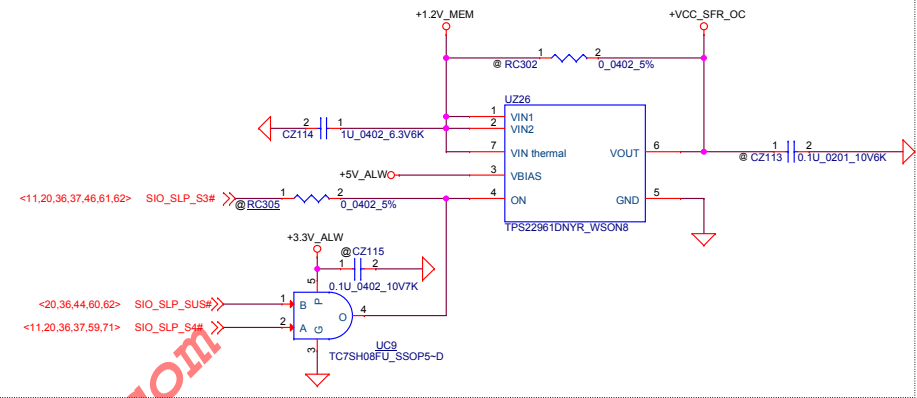 +1.2V_MEM
+VCC_SFR_OC
1 2
@ RC302 0_0402_5%
UZ26
1 VIN1
2 VIN2
2 1
CZ114 1U_0402_6.3V6K
7 VIN thermal VOUT 6
1 2
@ CZ113 0.1U_0201_10V6K
+5V_ALW 3 VBIAS
<11,20,36,37,46,61,62> SIO_SLP_S3#
1 2
@RC305 0_0402_5%
4 ON GND 5
TPS22961DNYR_WSON8
+3.3V_ALW
@CZ115
1 2
0.1U_0402_10V7K
5
P
<20,36,44,60,62> SIO_SLP_SUS# 1 B
O 4
<11,20,36,37,59,71> SIO_SLP_S4# 2 A
G
3
UC9
TC7SH08FU_SSOP5~D
com